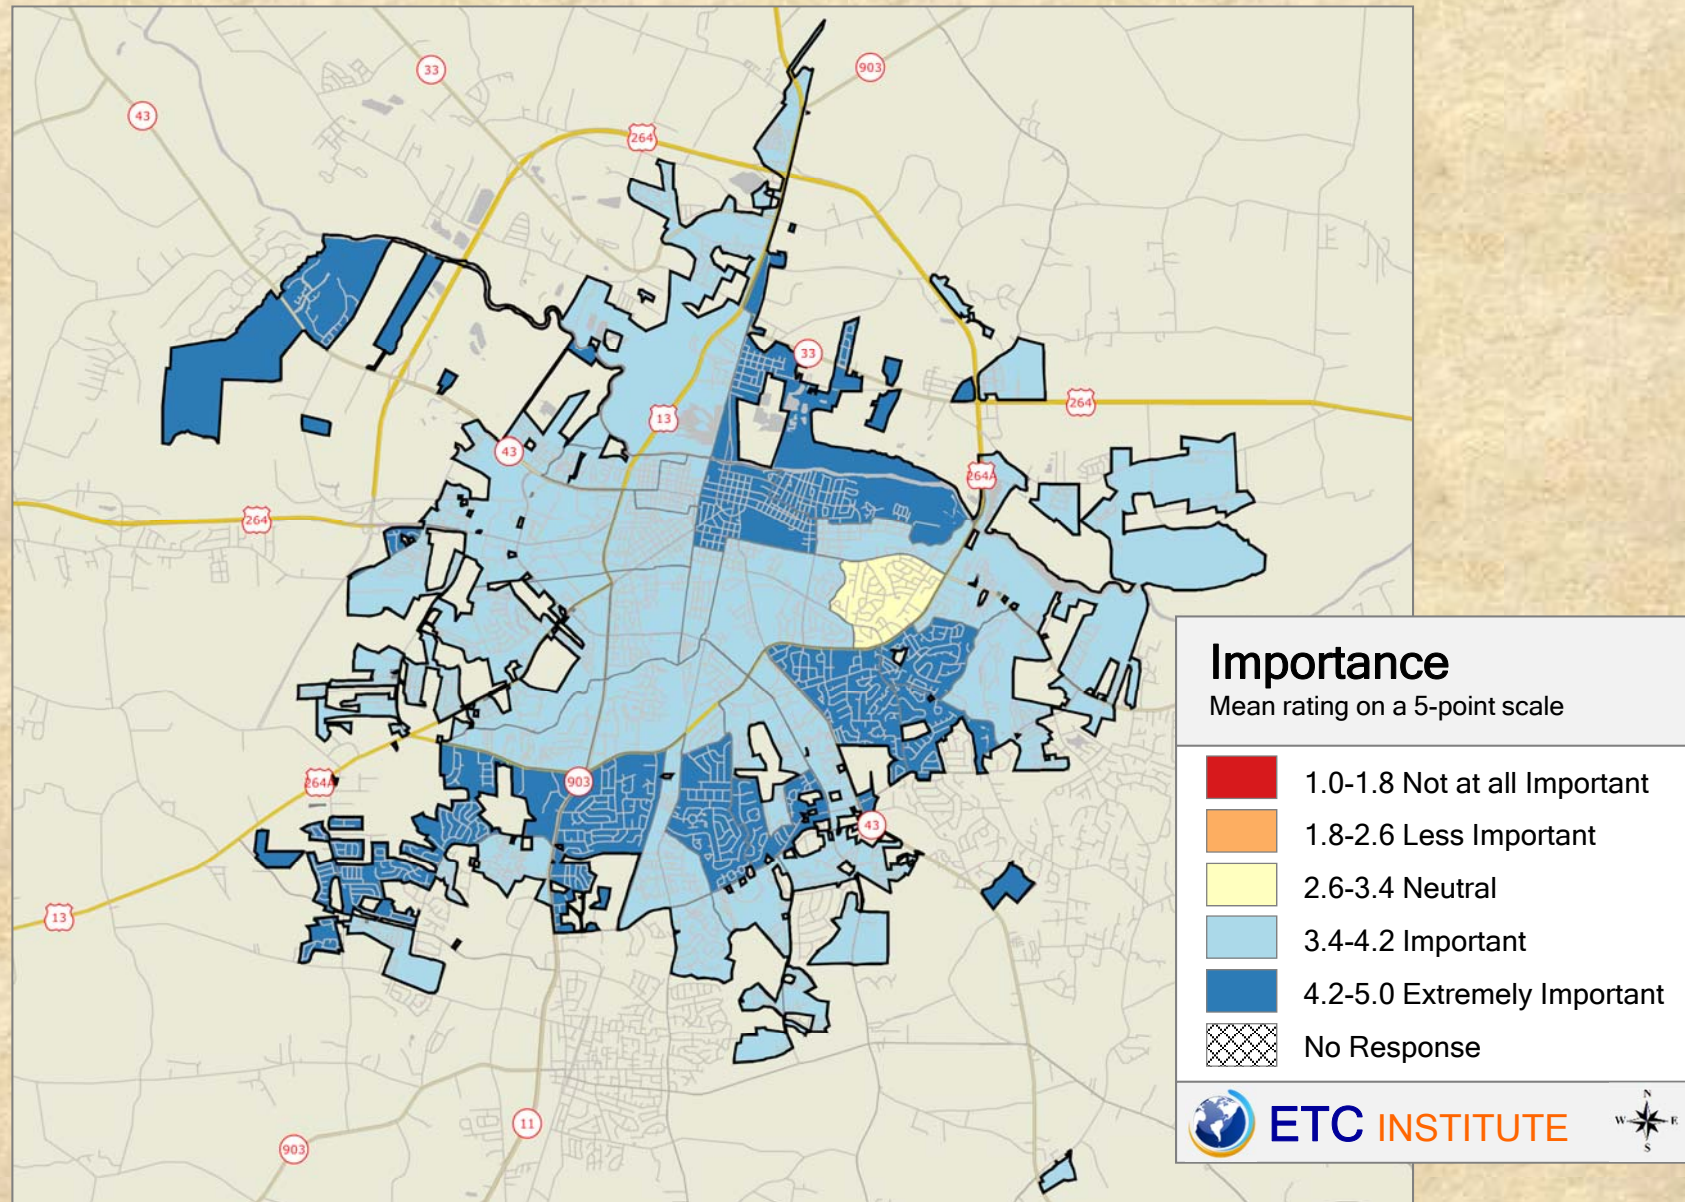 33
903
43
264
33
264
13
43
264A
264
264A
903
43
13
11
903
Importance
Mean rating on a 5-point scale
1.0-1.8 Not at all Important
1.8-2.6 Less Important
2.6-3.4 Neutral
3.4-4.2 Important
4.2-5.0 Extremely Important
No Response
ETC INSTITUTE
N
W E
S